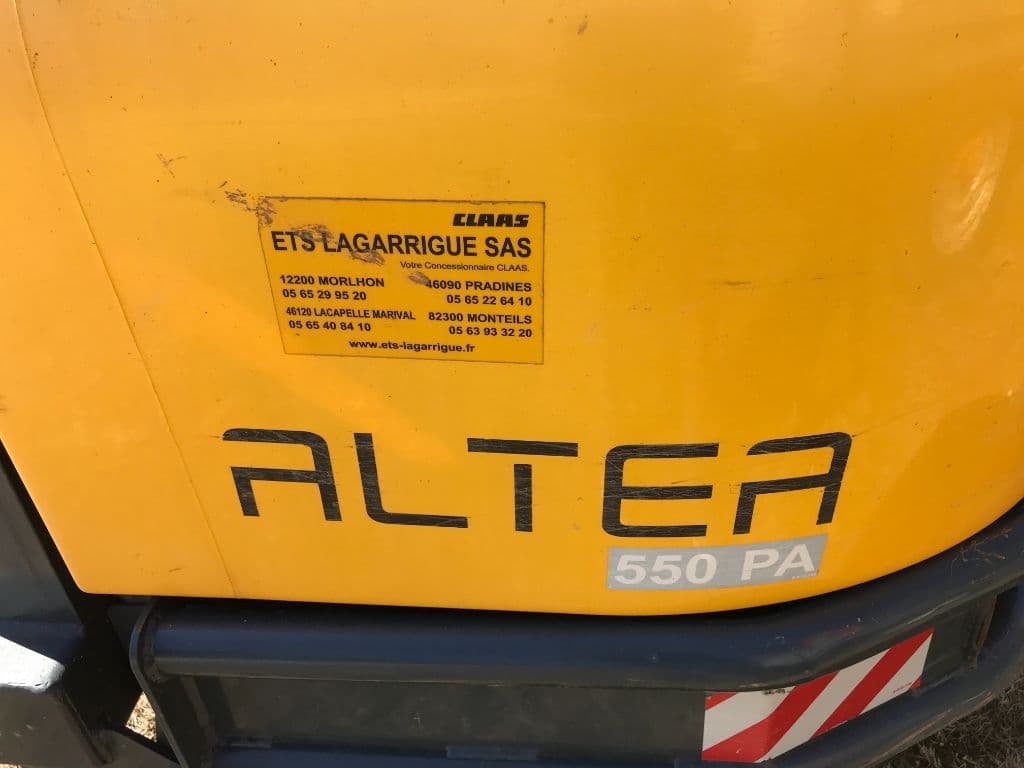 CLAAS
ETS LAGARRIGUE SAS
Votre Concessionnaire CLAAS.
12200 MORLHON
05 65 29 95 20
46090 PRADINES
05 65 22 64 10
46120 LACAPELLE MARIVAL
05 65 40 84 10
82300 MONTEILS
05 63 93 32 20
www.ets-lagarrigue.fr
ALTEA
550 PA